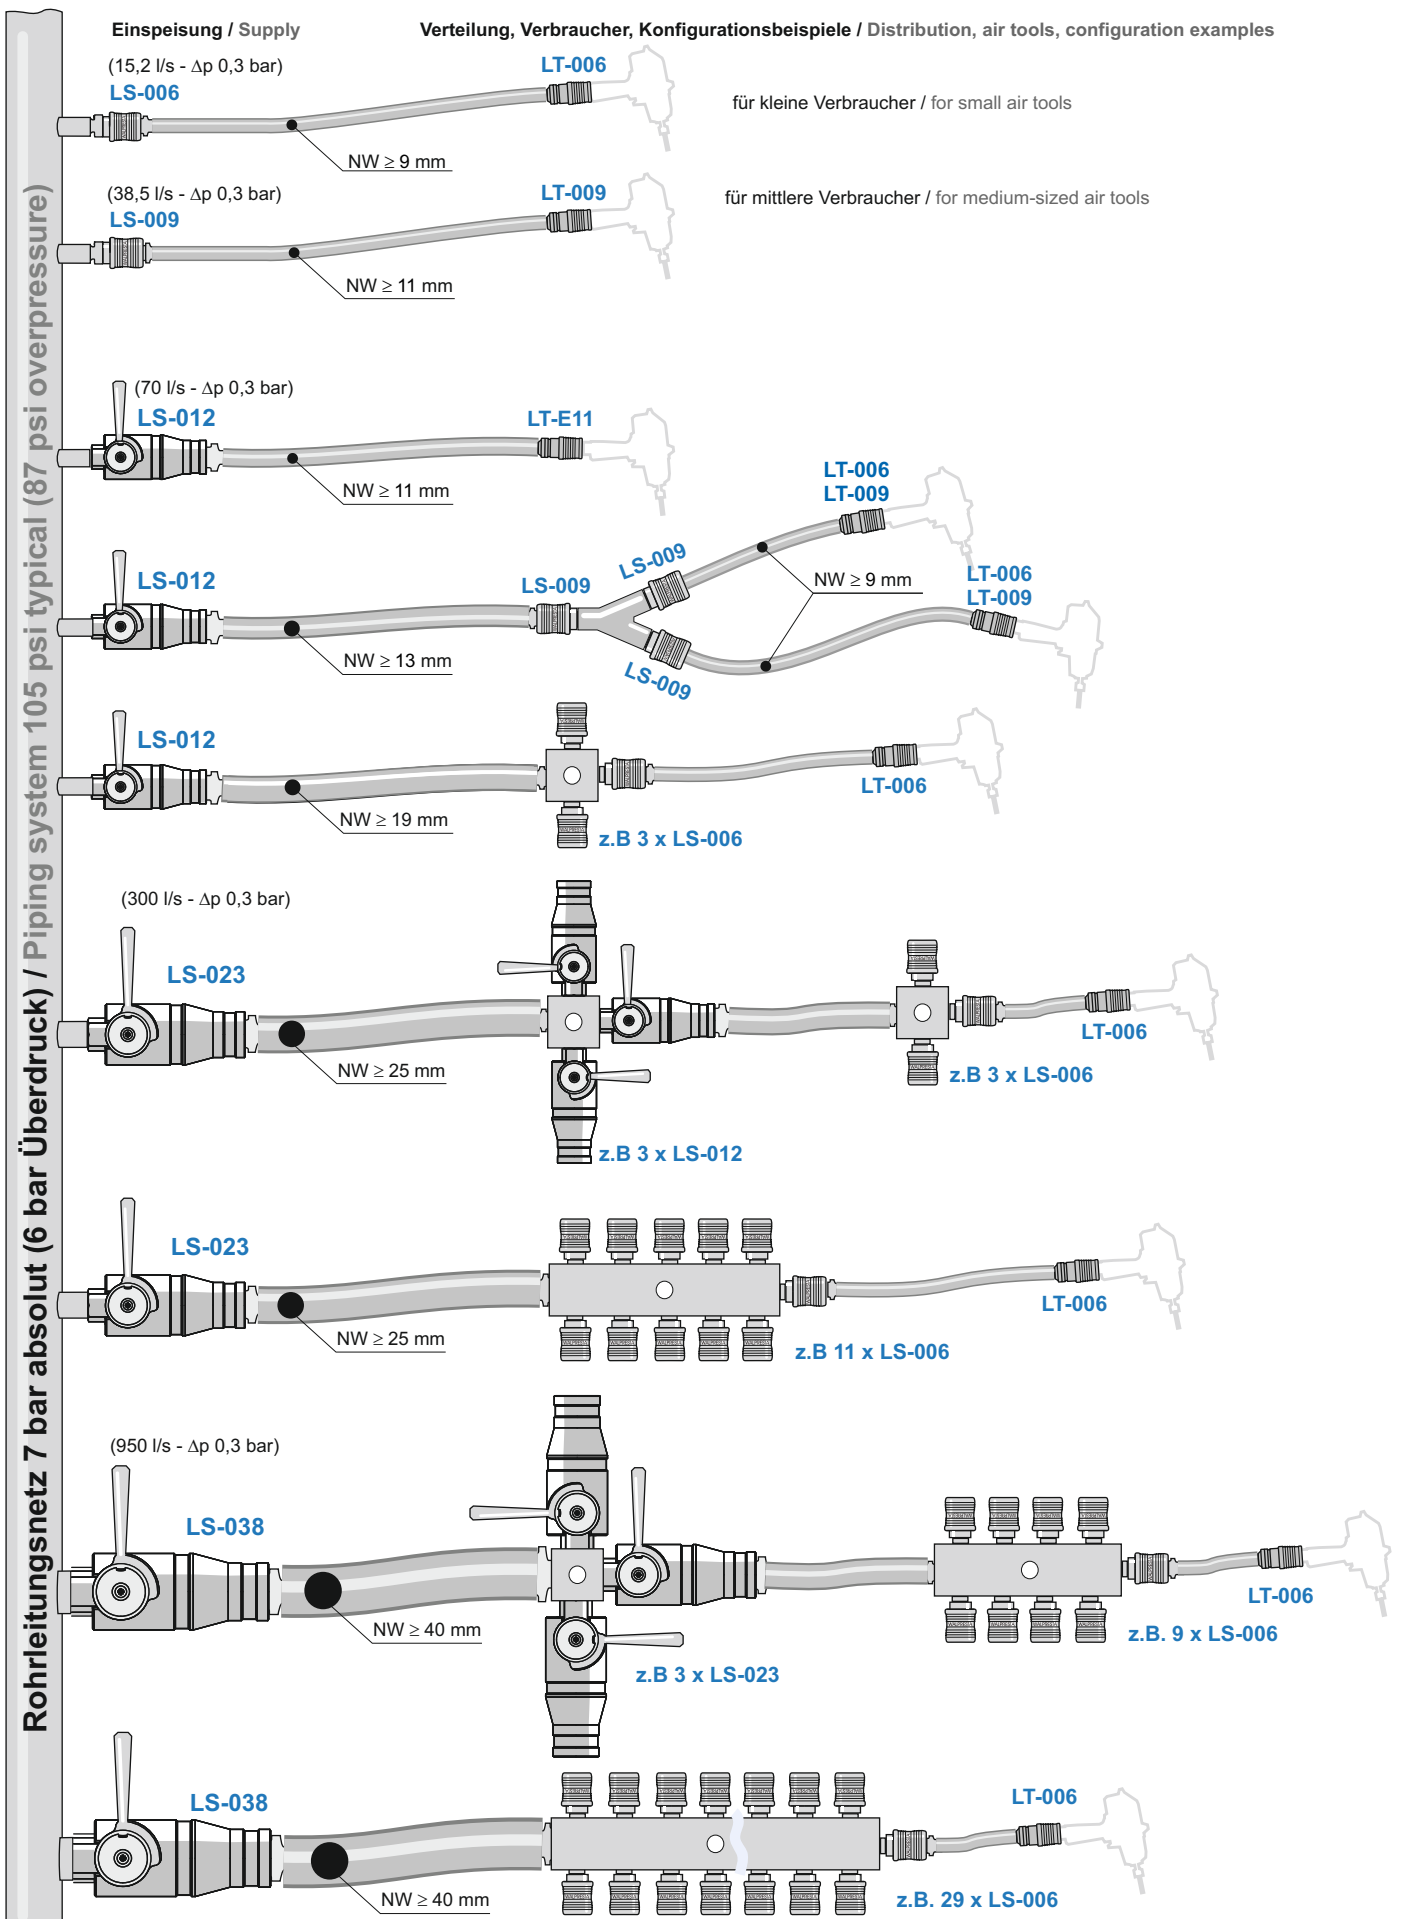 Einspeisung / Supply
Verteilung, Verbraucher, Konfigurationsbeispiele / Distribution, air tools, configuration examples
Rohrleitungsnetz 7 bar absolut (6 bar Überdruck) / Piping system 105 psi typical (87 psi overpressure)
(15,2 l/s - Δp 0,3 bar)
LS-006
LT-006
für kleine Verbraucher / for small air tools
NW ≥ 9 mm
(38,5 l/s - Δp 0,3 bar)
LS-009
LT-009
für mittlere Verbraucher / for medium-sized air tools
NW ≥ 11 mm
(70 l/s - Δp 0,3 bar)
LS-012
LT-E11
NW ≥ 11 mm
LT-006
LT-009
LS-012
LS-009
LS-009
NW ≥ 9 mm
LT-006
LT-009
NW ≥ 13 mm
LS-009
LS-012
LT-006
NW ≥ 19 mm
z.B 3 x LS-006
(300 l/s - Δp 0,3 bar)
LS-023
LT-006
NW ≥ 25 mm
z.B 3 x LS-006
z.B 3 x LS-012
LS-023
LT-006
NW ≥ 25 mm
z.B 11 x LS-006
(950 l/s - Δp 0,3 bar)
LS-038
LT-006
NW ≥ 40 mm
z.B. 9 x LS-006
z.B 3 x LS-023
LS-038
LT-006
NW ≥ 40 mm
z.B. 29 x LS-006